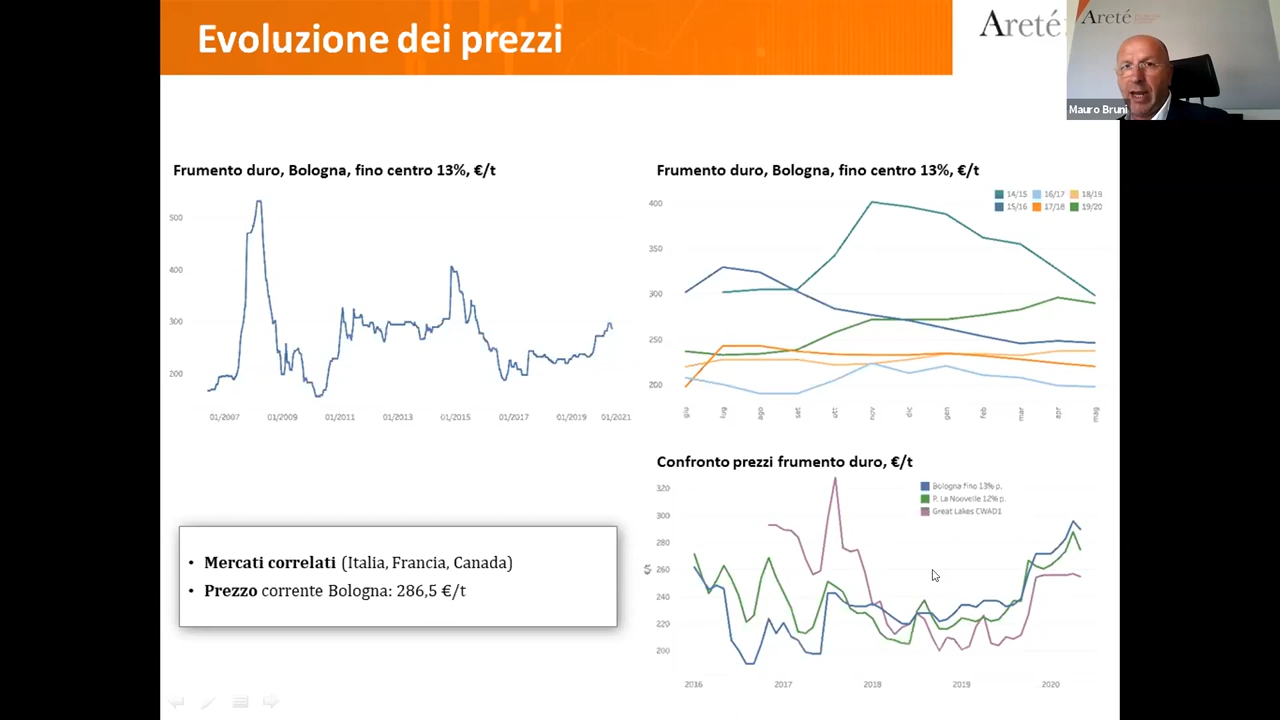 Evoluzione dei prezzi
Areté
Areté
Mauro Bruni
Frumento duro, Bologna, fino centro 13%, €/t
500
400
300
200
01/2007 01/2009 01/2011 01/2013 01/2015 01/2017 01/2019 01/2021
Frumento duro, Bologna, fino centro 13%, €/t
14/15 16/17 18/19
15/16 17/18 19/20
400
350
300
250
200
giu lug ago set ott nov dic gen feb mar apr mag
Mercati correlati (Italia, Francia, Canada)
Prezzo corrente Bologna: 286,5 €/t
Confronto prezzi frumento duro, €/t
Bologna fino 13% p.
P. La Nouvelle 12% p.
Great Lakes CWAD1
320
300
280
260
240
220
200
€/t
2016 2017 2018 2019 2020